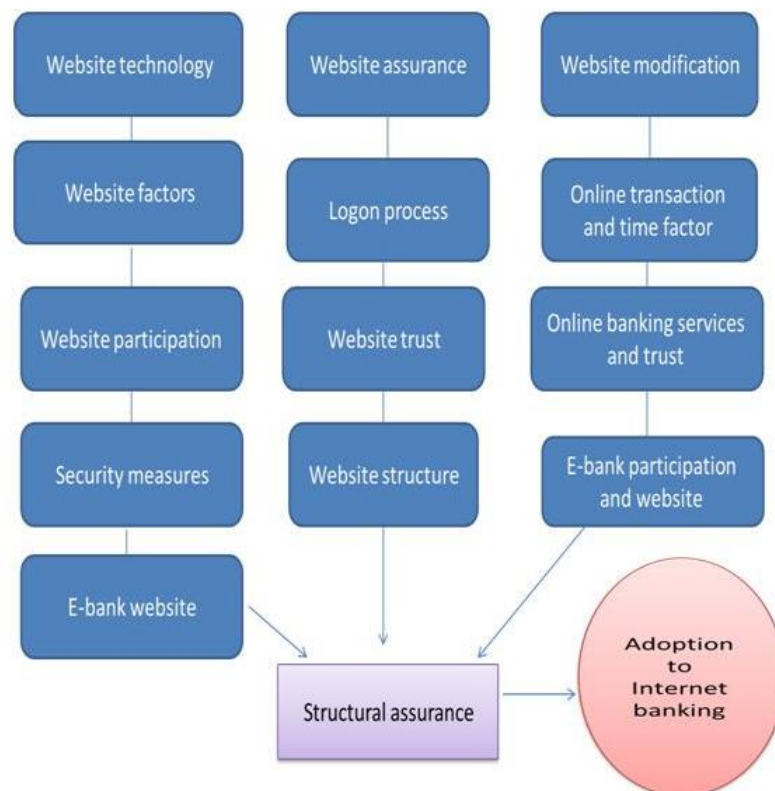 Website technology
Website assurance
Website modification
Website factors
Logon process
Online transaction
and time factor
Website participation
Website trust
Online banking services
and trust
Security measures
Website structure
E-bank participation
and website
E-bank website
Structural assurance
Adoption
to
Internet
banking